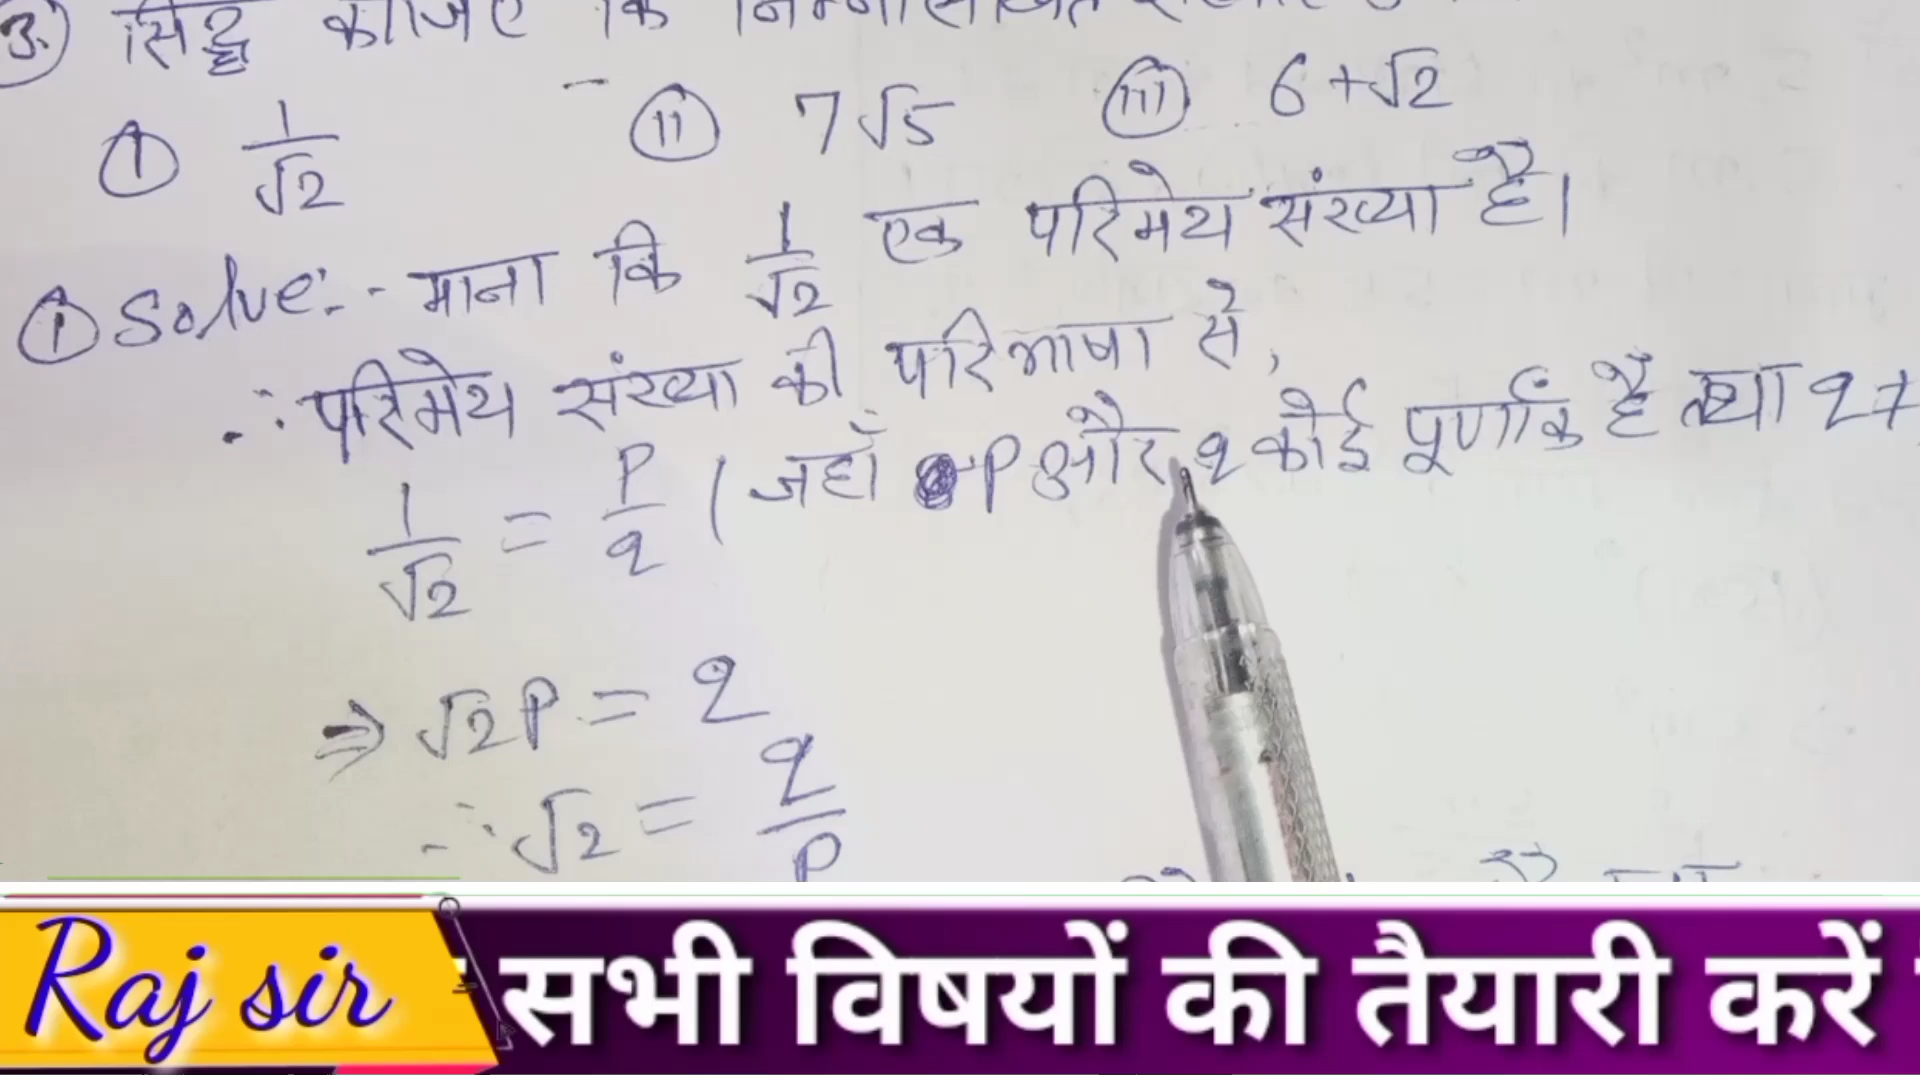 3. सिद्ध कीजिए कि निम्नलिखित
(i) 1/√2 (ii) 7√5 (iii) 6+√2
(i) Solve:- माना कि 1/√2 एक परिमेय संख्या है।
∴ परिमेय संख्या की परिभाषा से,
1/√2 = P/q (जहाँ P और q कोई पूर्णांक है तथा q≠
⇒ √2P = q
∴ √2 = q/P
Raj sir सभी विषयों की तैयारी करें